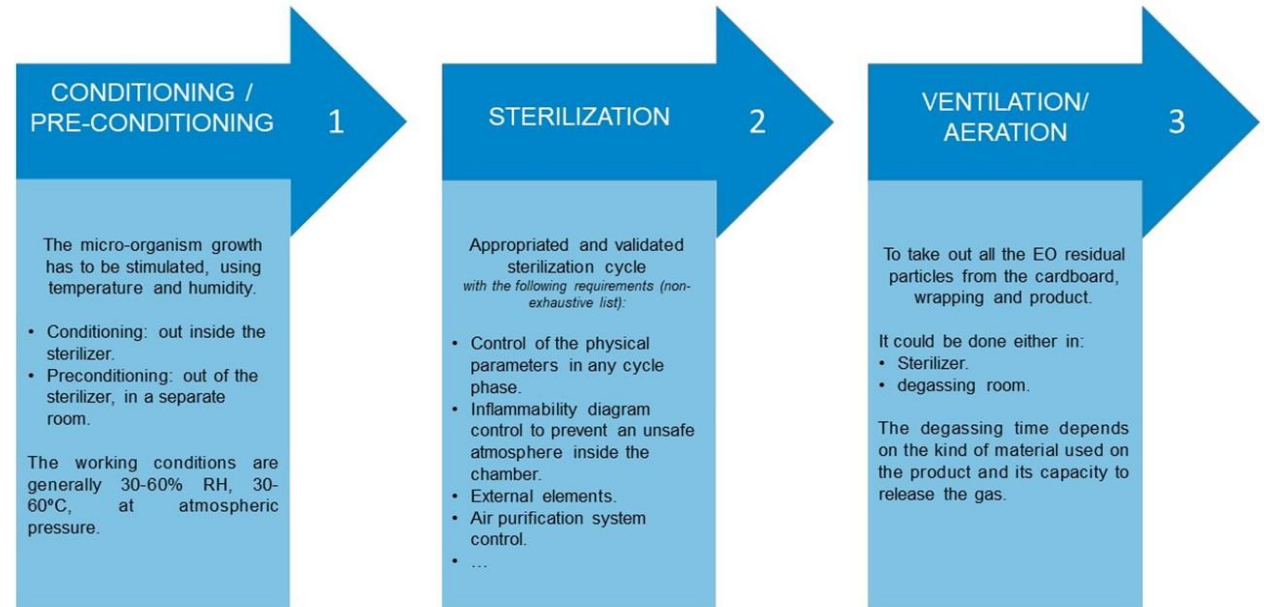 CONDITIONING /
PRE-CONDITIONING
1
The micro-organism growth
has to be stimulated, using
temperature and humidity.
• Conditioning: out inside the
sterilizer.
• Preconditioning: out of the
sterilizer, in a separate
room.
The working conditions are
generally 30-60% RH, 30-
60ºC, at atmospheric
pressure.
STERILIZATION
2
Appropriated and validated
sterilization cycle
with the following requirements (non-
exhaustive list):
• Control of the physical
parameters in any cycle
phase.
• Inflammability diagram
control to prevent an unsafe
atmosphere inside the
chamber.
• External elements.
• Air purification system
control.
• …
VENTILATION/
AERATION
3
To take out all the EO residual
particles from the cardboard,
wrapping and product.
It could be done either in:
• Sterilizer.
• degassing room.
The degassing time depends
on the kind of material used on
the product and its capacity to
release the gas.